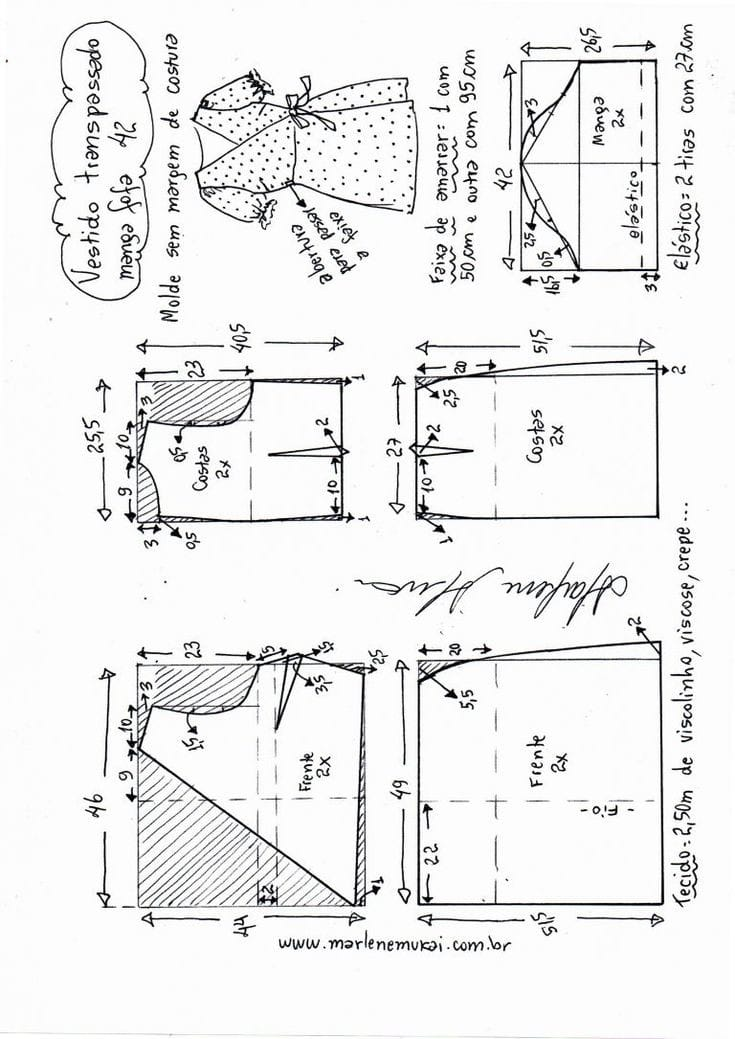 Vestido transpassado
manga fofa 42
Molde sem margem de costura
abertura
para passar
a faixa
Faixa de amarrar: 1 com
50cm e outra com 95cm
26,5
42
16,5
3
3
2,5
0,5
Manga
2x
elástico
Elástico = 2 tiras com 27cm
40,5
23
25,5
10
3
9
3
0,5
0,5
Costas
2x
10
2
1
1
51,5
20
27
2,5
10
2
1
2
Costas
2x
Marlene Mukai
46
23
10
3
9
1,5
5
1,5
3,5
2,5
Frente
2x
2
1
44
49
20
5,5
2
22
Frente
2x
-Fio-
51,5
Tecido = 2,50m de viscolinho, viscose, crepe...
www.marlenemukai.com.br